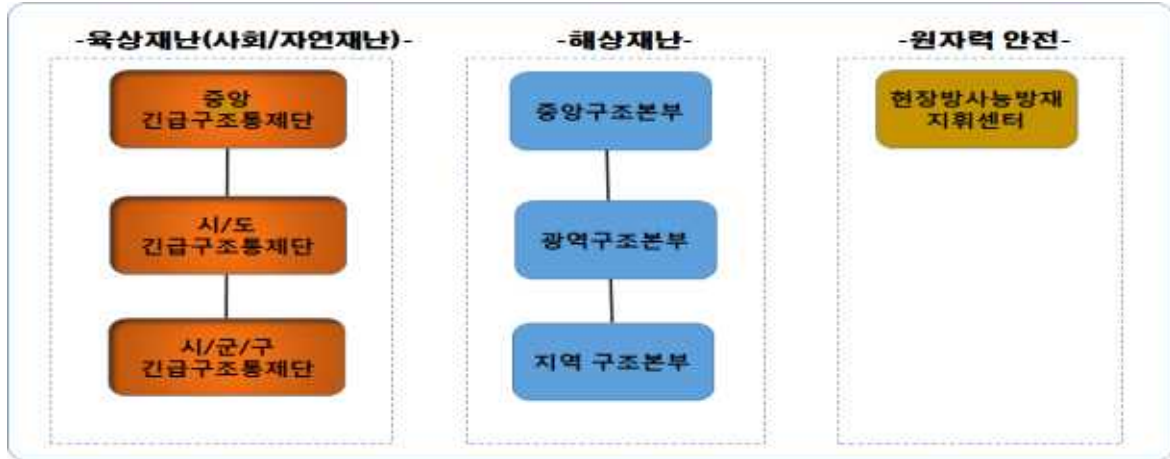 -육상재난(사회/자연재난)-
중앙
긴급구조통제단
시/도
긴급구조통제단
시/군/구
긴급구조통제단
-해상재난-
중앙구조본부
광역구조본부
지역 구조본부
-원자력 안전-
현장방사능방재
지휘센터